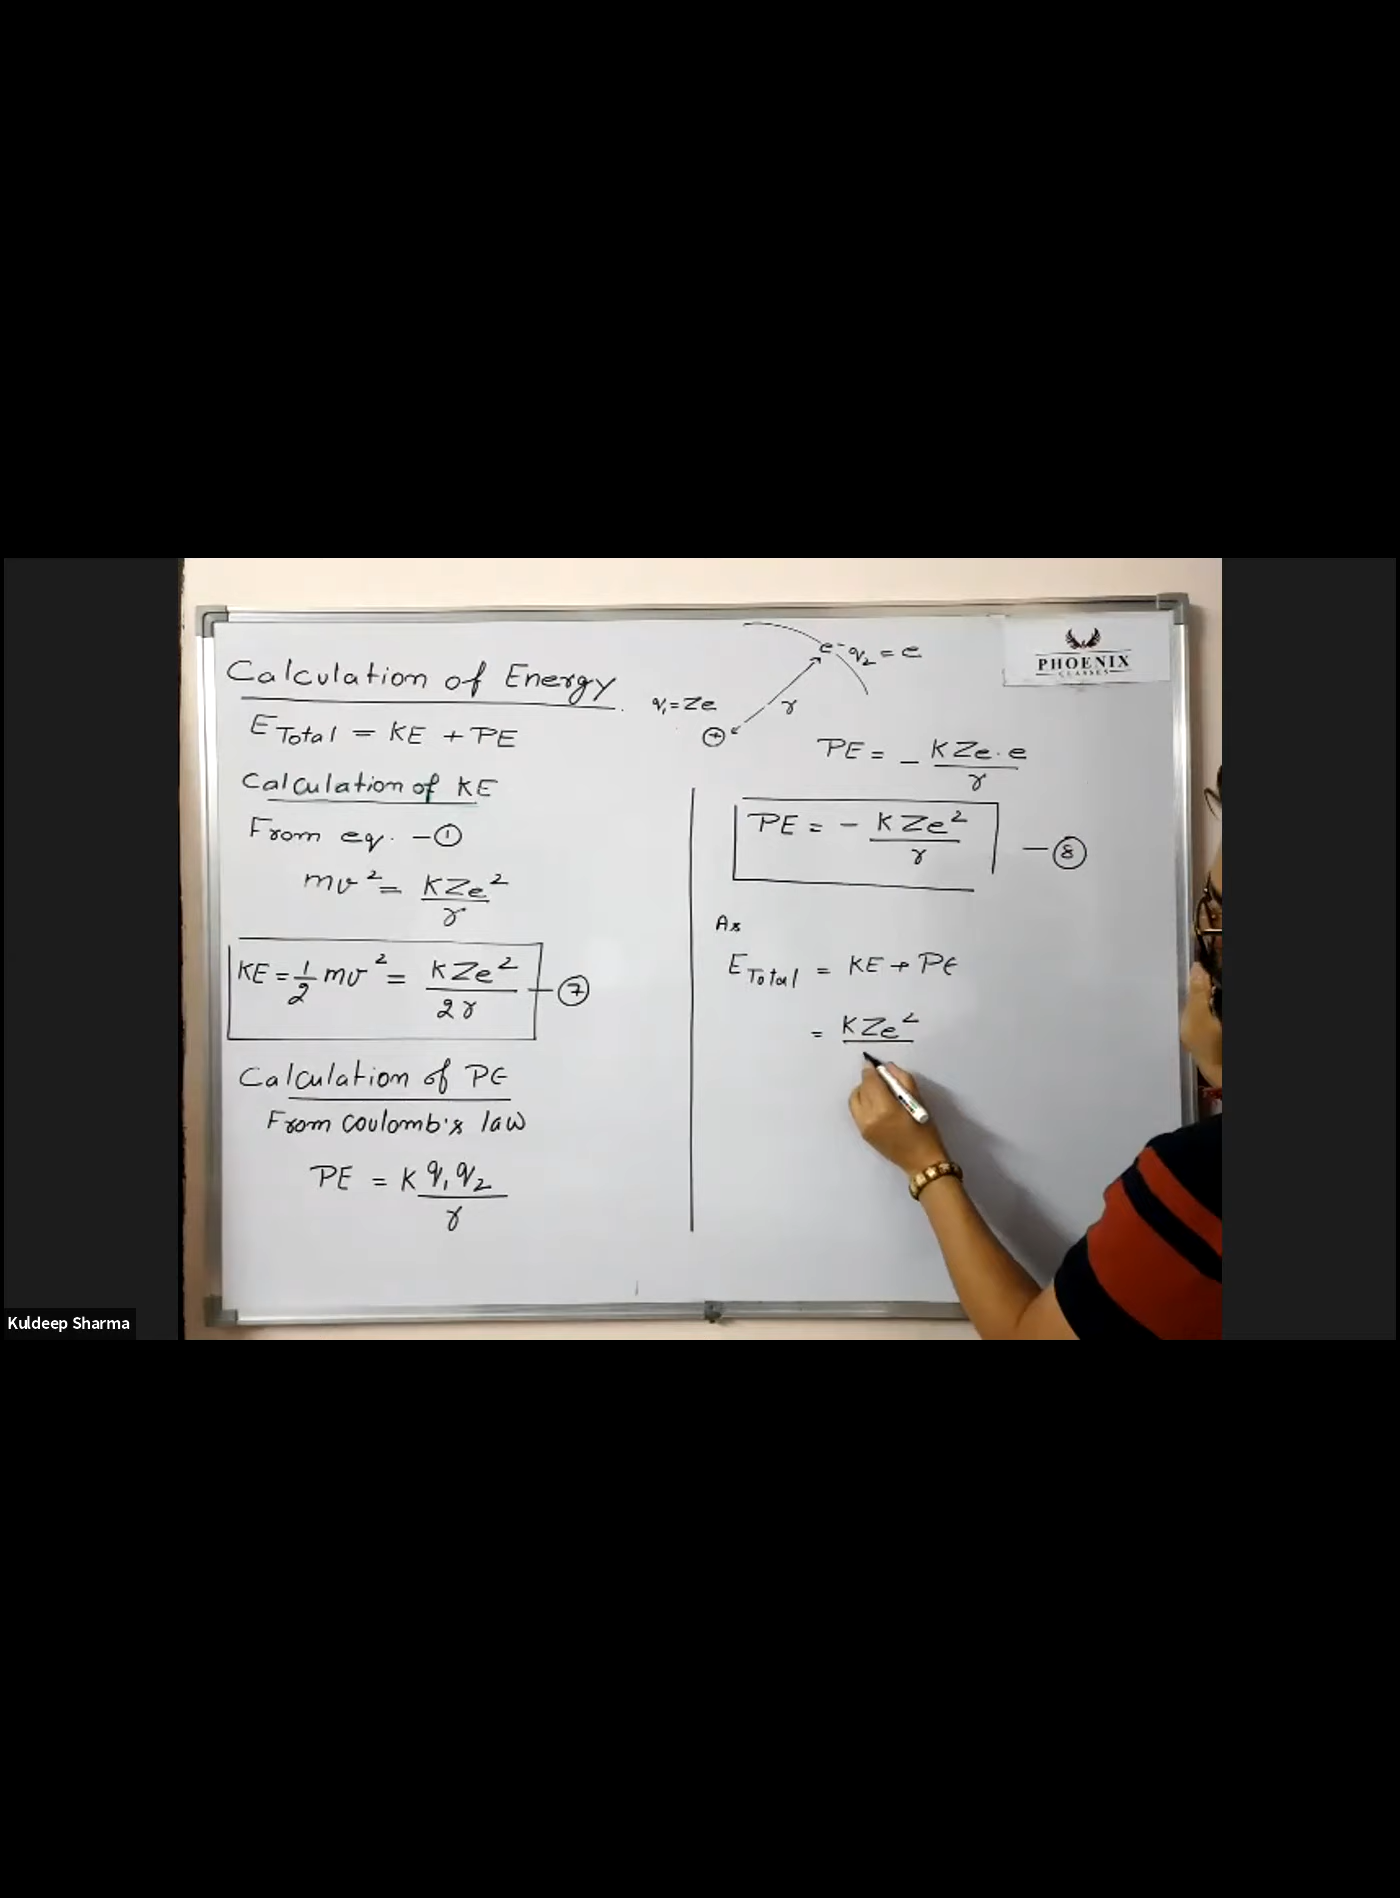 Calculation of Energy
E Total = KE + PE
Calculation of KE
From eq. - ①
mv² = KZe² / r
KE = 1/2 mv² = KZe² / 2r - ⑦
Calculation of PE
From Coulomb's law
PE = K q₁q₂ / r
e⁻ q₂ = e
q₁ = Ze
r
⊕
PE = - KZe.e / r
PE = - KZe² / r - ⑧
As
E Total = KE + PE
= KZe²
PHOENIX
CLASSES
Kuldeep Sharma